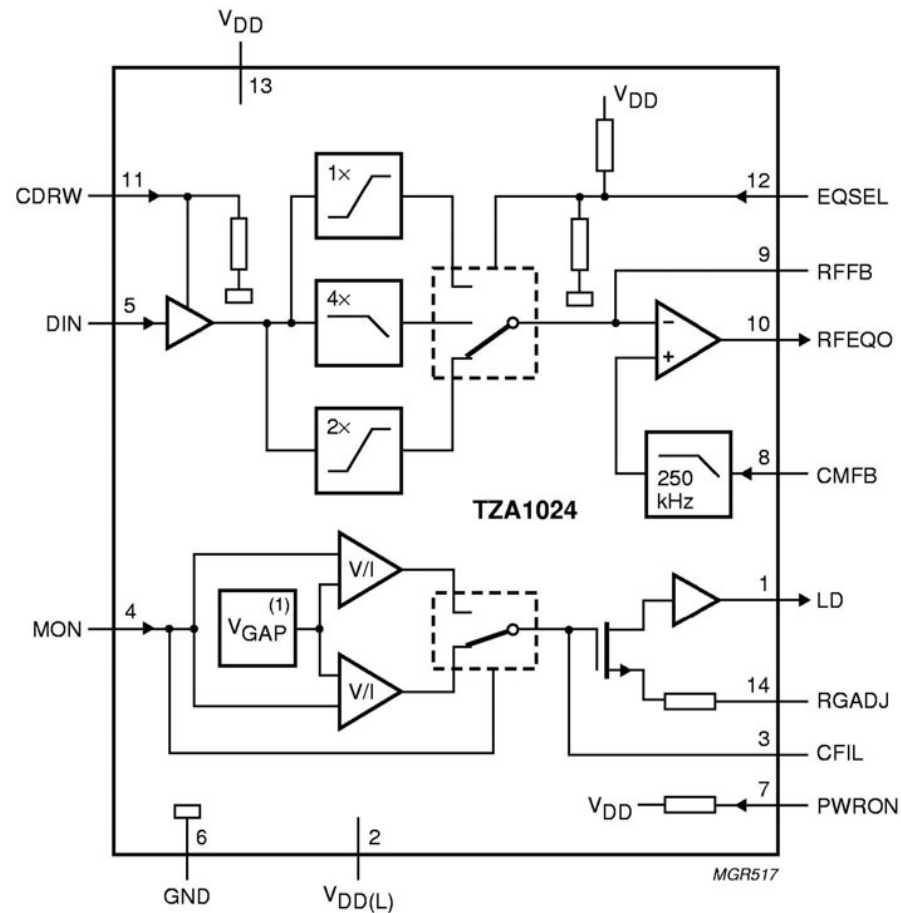 VDD
13
VDD
CDRW
11
1×
12
EQSEL
9
RFFB
DIN
5
4×
−
10
RFEQO
+
2×
250
kHz
8
CMFB
TZA1024
V/I
MON
4
(1)
VGAP
1
LD
V/I
14
RGADJ
3
CFIL
VDD
7
PWRON
6
2
MGR517
GND
VDD(L)